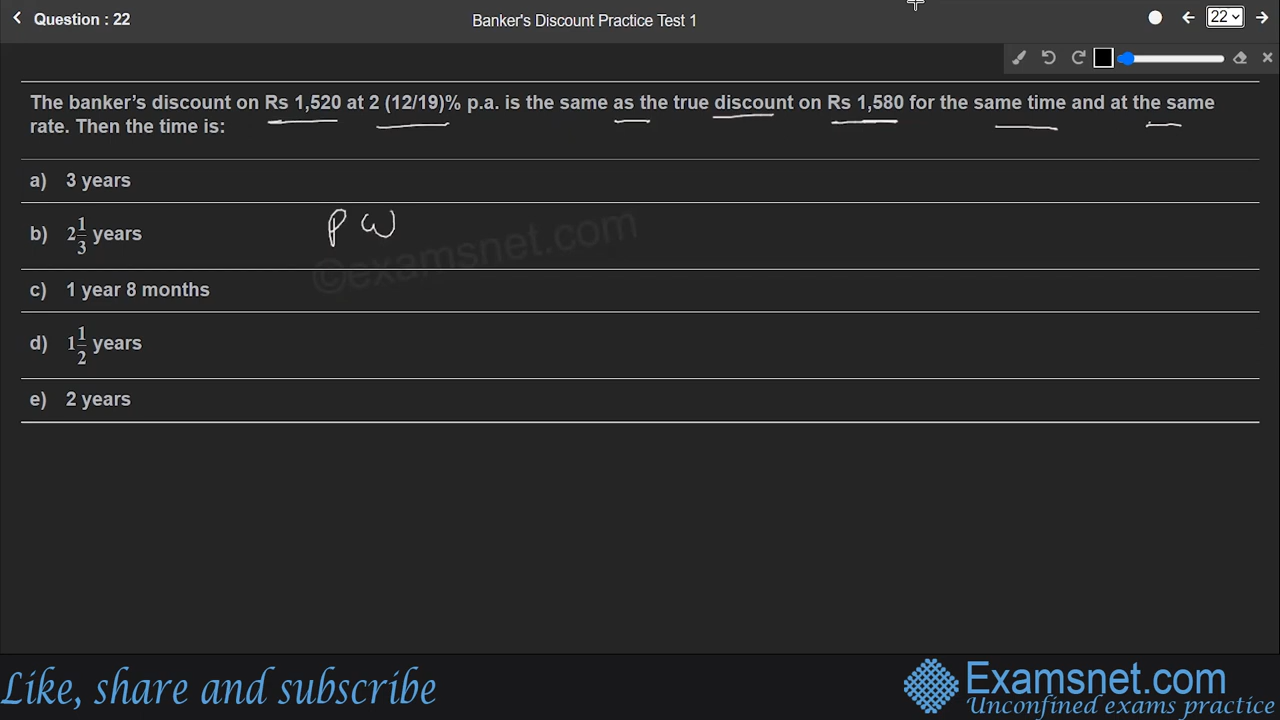 Question : 22
Banker's Discount Practice Test 1
22
The banker's discount on Rs 1,520 at 2 (12/19)% p.a. is the same as the true discount on Rs 1,580 for the same time and at the same
rate. Then the time is:
a) 3 years
b) 2 1/3 years
P W
©examsnet.com
c) 1 year 8 months
d) 1 1/2 years
e) 2 years
Like, share and subscribe
Examsnet.com
Unconfined exams practice